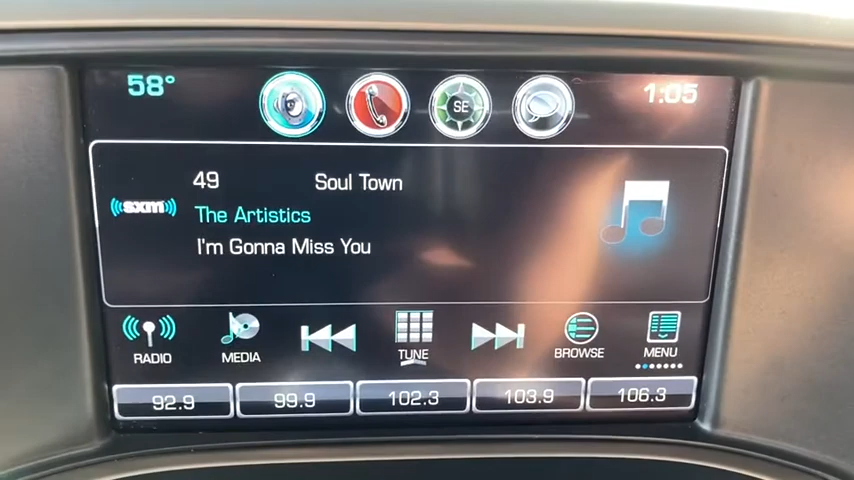 58°
SE
1:05
49 Soul Town
sxm
The Artistics
I'm Gonna Miss You
RADIO MEDIA TUNE BROWSE MENU
92.9 99.9 102.3 103.9 106.3